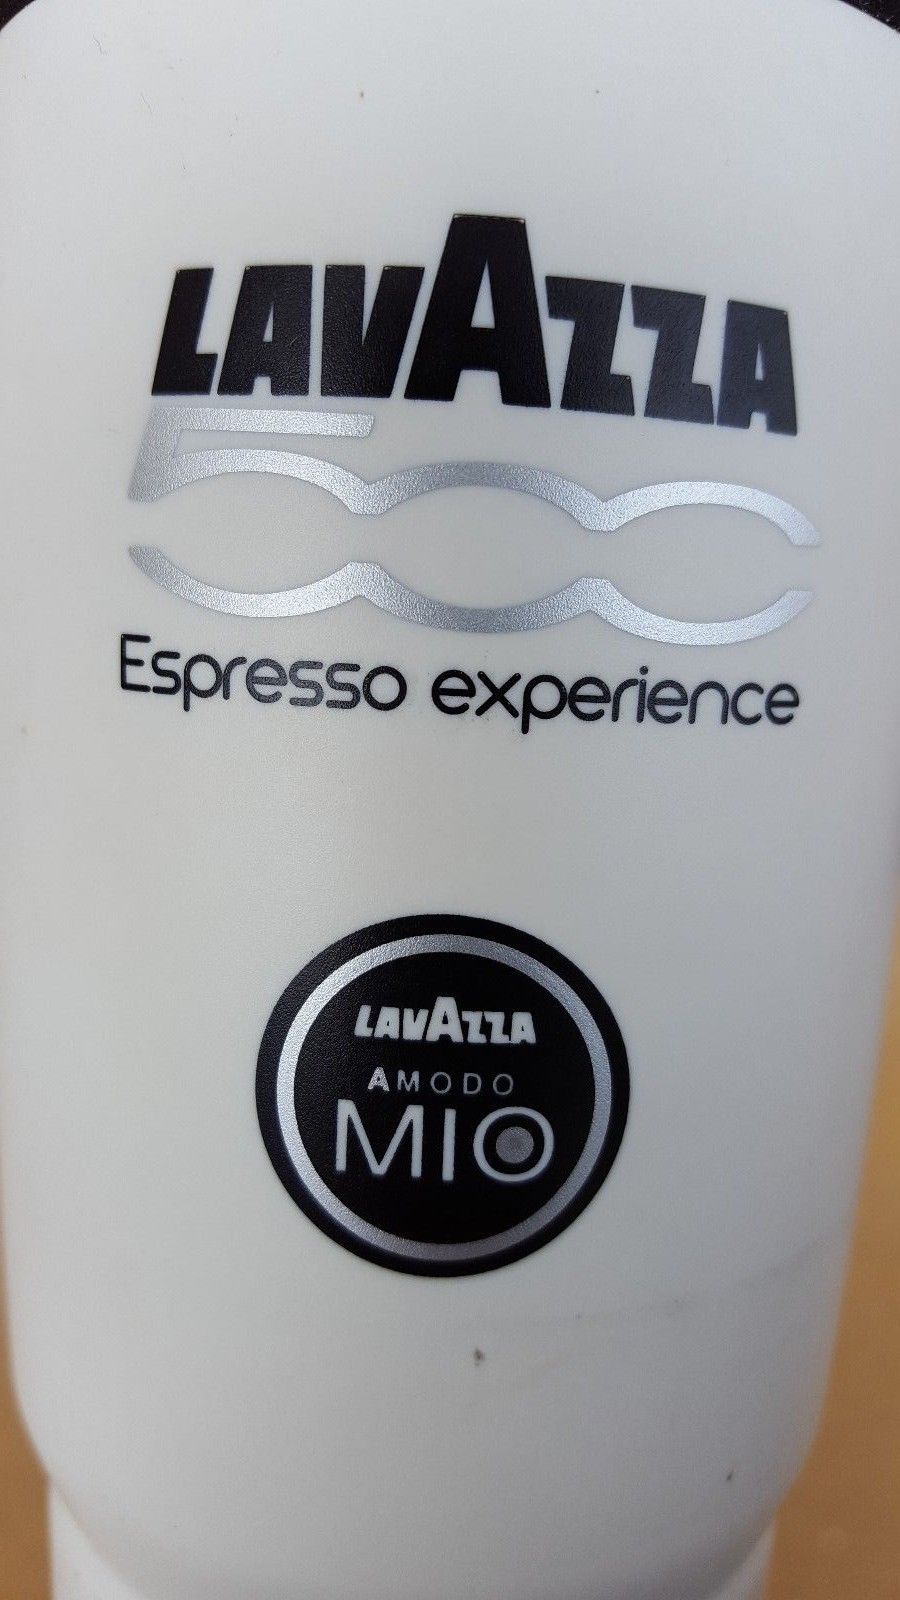 LAVAZZA
500
Espresso experience
LAVAZZA
AMODO
MIO